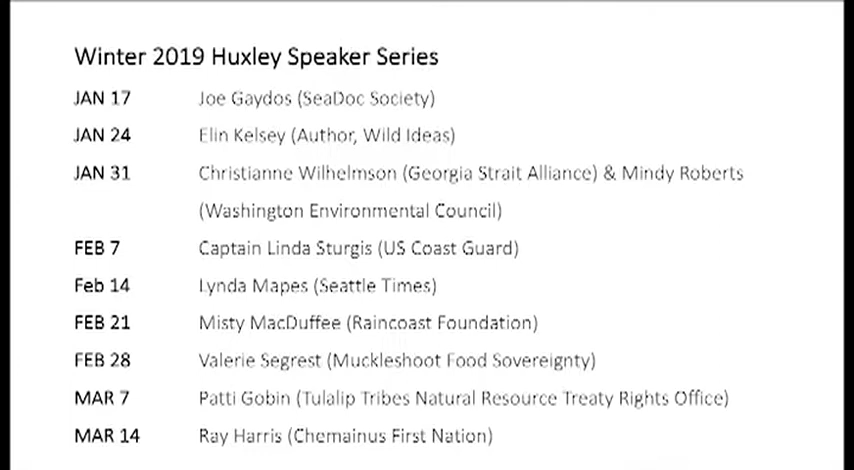 Winter 2019 Huxley Speaker Series
JAN 17 Joe Gaydos (SeaDoc Society)
JAN 24 Elin Kelsey (Author, Wild Ideas)
JAN 31 Christianne Wilhelmson (Georgia Strait Alliance) & Mindy Roberts
(Washington Environmental Council)
FEB 7 Captain Linda Sturgis (US Coast Guard)
Feb 14 Lynda Mapes (Seattle Times)
FEB 21 Misty MacDuffee (Raincoast Foundation)
FEB 28 Valerie Segrest (Muckleshoot Food Sovereignty)
MAR 7 Patti Gobin (Tulalip Tribes Natural Resource Treaty Rights Office)
MAR 14 Ray Harris (Chemainus First Nation)